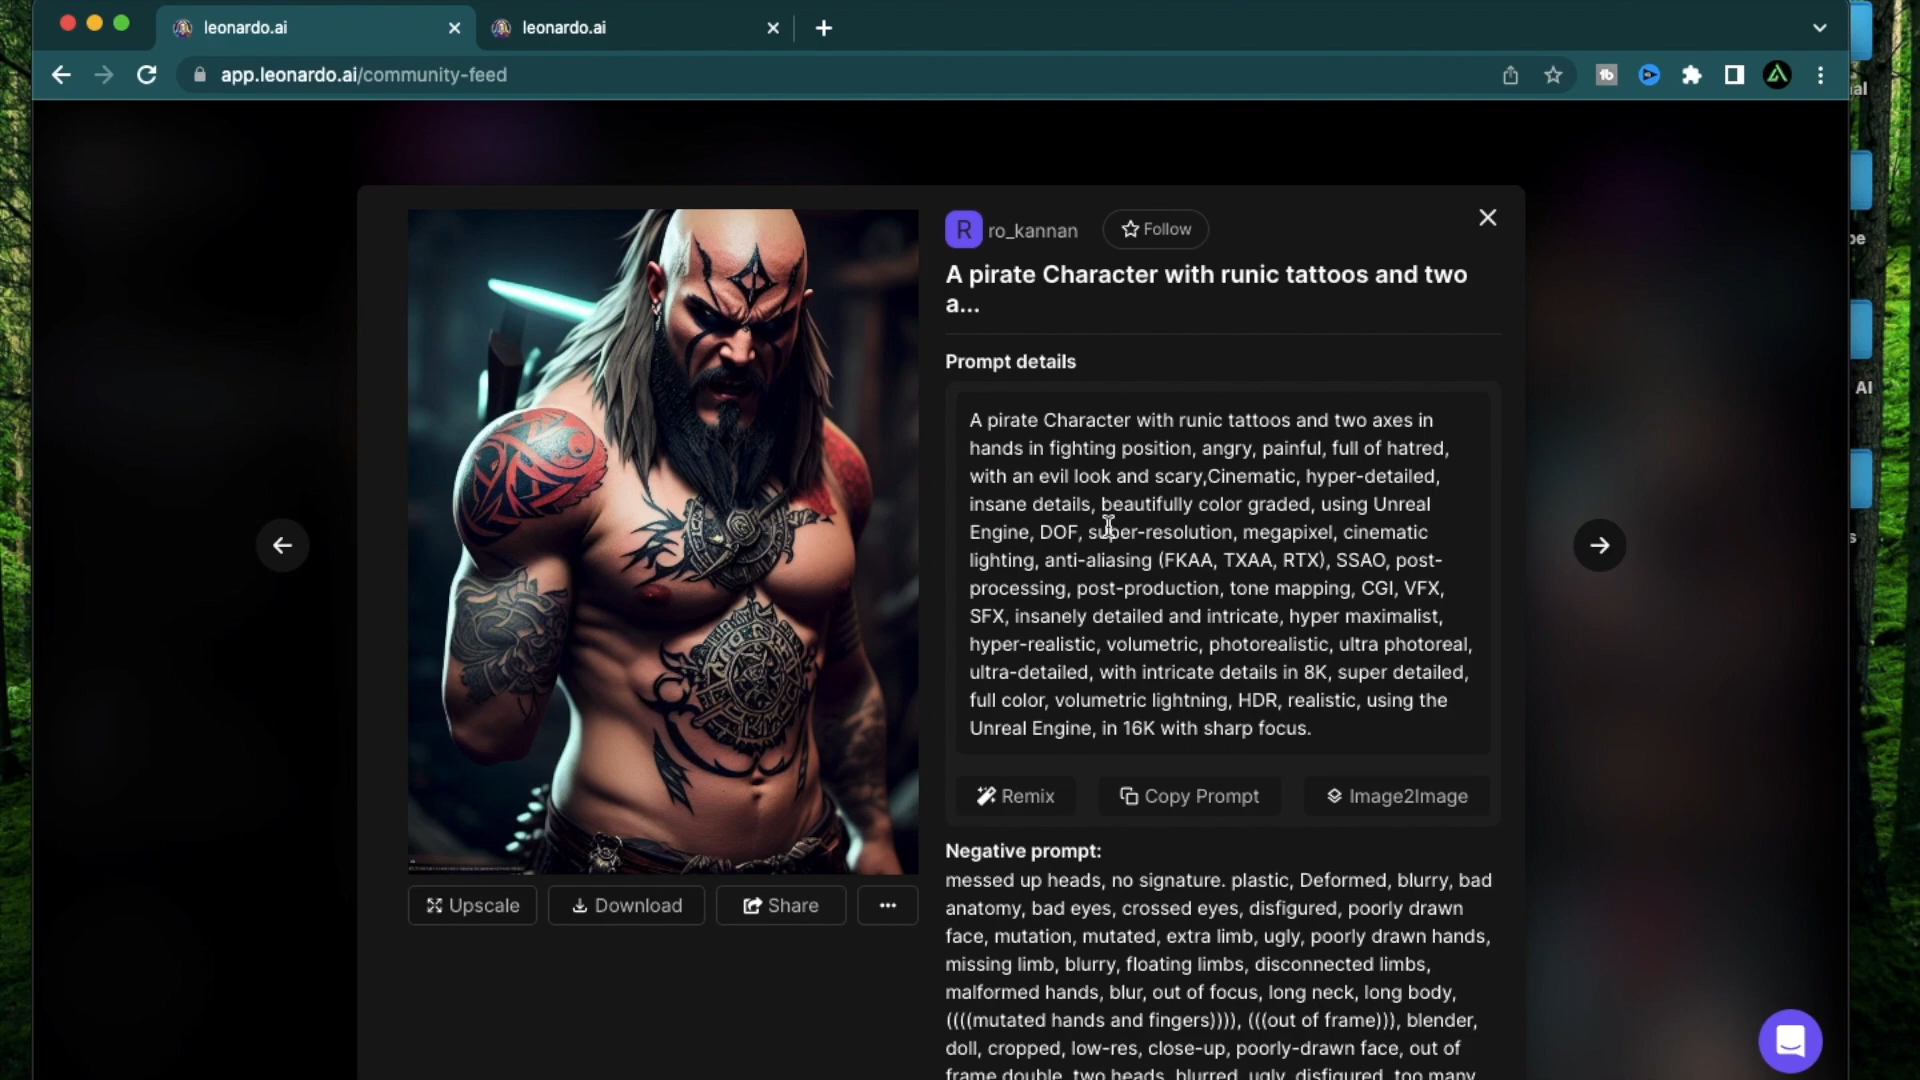 leonardo.ai
leonardo.ai
app.leonardo.ai/community-feed
R ro_kannan Follow
A pirate Character with runic tattoos and two
a...
Prompt details
A pirate Character with runic tattoos and two axes in
hands in fighting position, angry, painful, full of hatred,
with an evil look and scary,Cinematic, hyper-detailed,
insane details, beautifully color graded, using Unreal
Engine, DOF, super-resolution, megapixel, cinematic
lighting, anti-aliasing (FKAA, TXAA, RTX), SSAO, post-
processing, post-production, tone mapping, CGI, VFX,
SFX, insanely detailed and intricate, hyper maximalist,
hyper-realistic, volumetric, photorealistic, ultra photoreal,
ultra-detailed, with intricate details in 8K, super detailed,
full color, volumetric lightning, HDR, realistic, using the
Unreal Engine, in 16K with sharp focus.
Remix Copy Prompt Image2Image
Negative prompt:
messed up heads, no signature. plastic, Deformed, blurry, bad
anatomy, bad eyes, crossed eyes, disfigured, poorly drawn
face, mutation, mutated, extra limb, ugly, poorly drawn hands,
missing limb, blurry, floating limbs, disconnected limbs,
malformed hands, blur, out of focus, long neck, long body,
((((mutated hands and fingers)))), (((out of frame))), blender,
doll, cropped, low-res, close-up, poorly-drawn face, out of
frame double, two heads, blurred, ugly, disfigured, too many
Upscale Download Share
AI